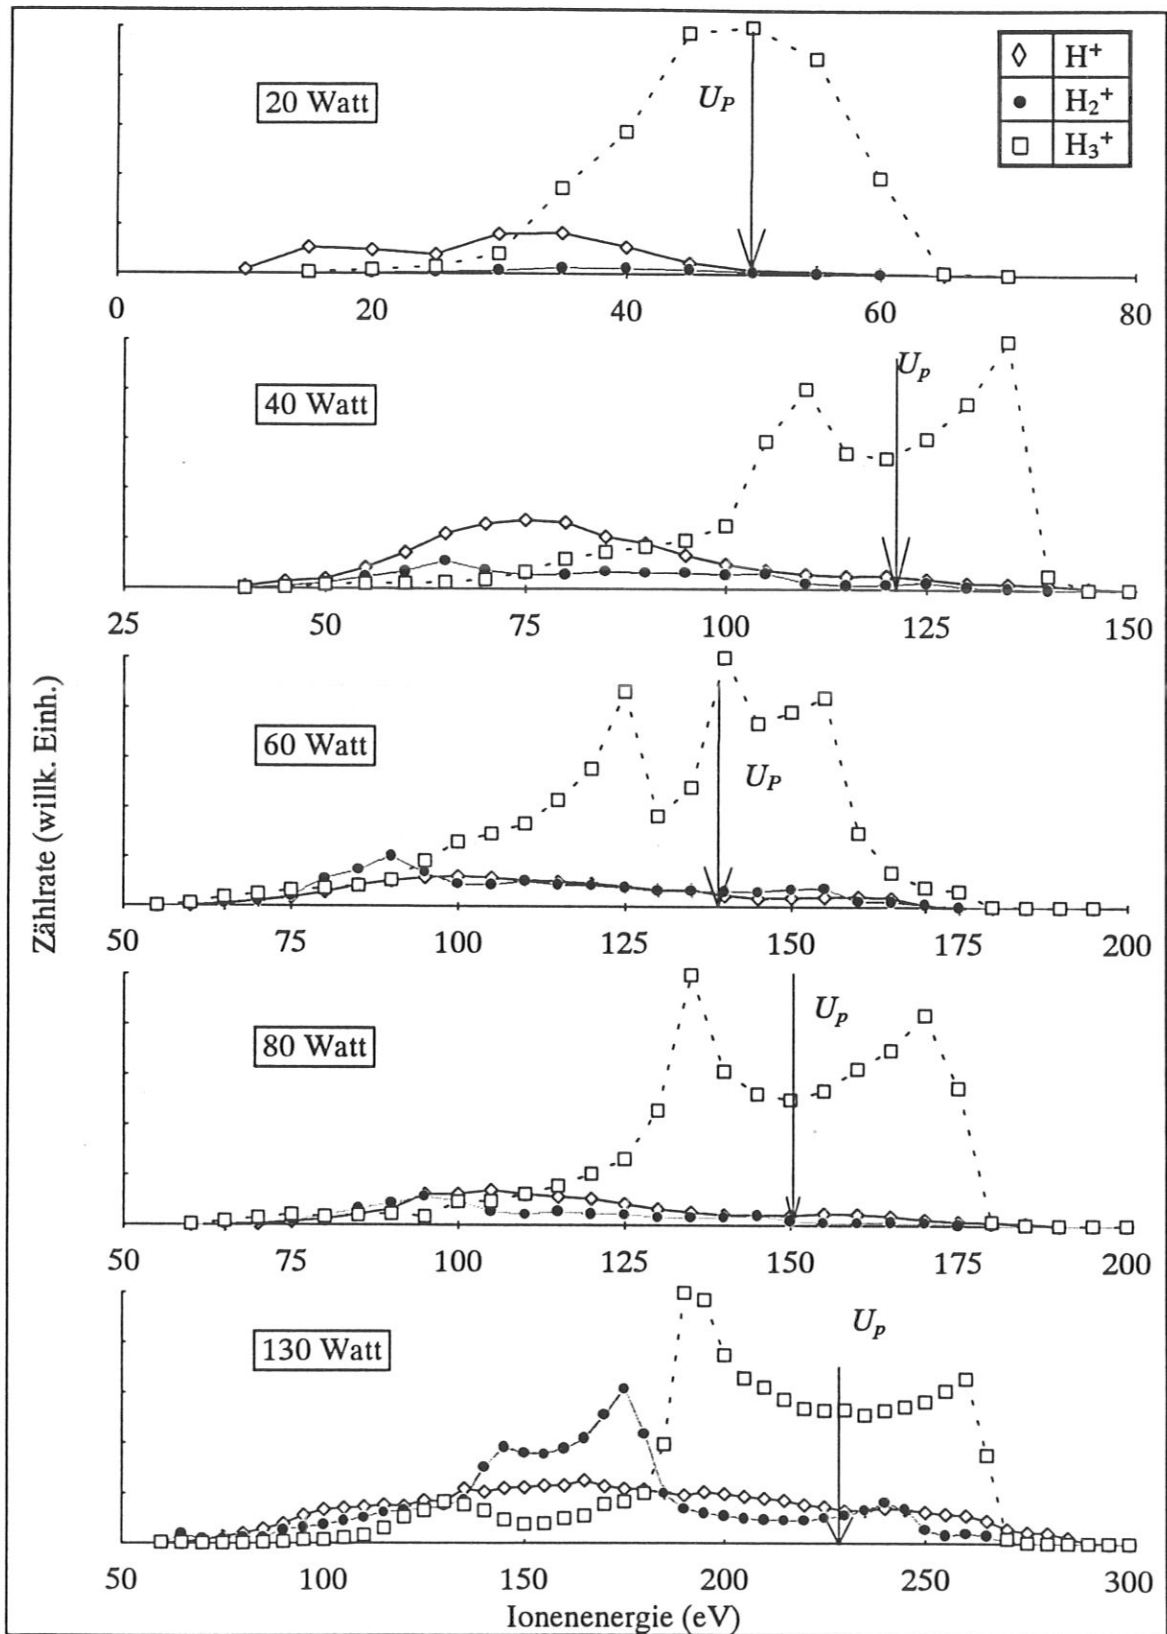 20 Watt
U_P
◊ H⁺
● H₂⁺
□ H₃⁺
0 20 40 60 80
40 Watt
U_p
25 50 75 100 125 150
60 Watt
U_P
50 75 100 125 150 175 200
80 Watt
U_p
50 75 100 125 150 175 200
130 Watt
U_p
50 100 150 200 250 300
Ionenenergie (eV)
Zählrate (willk. Einh.)